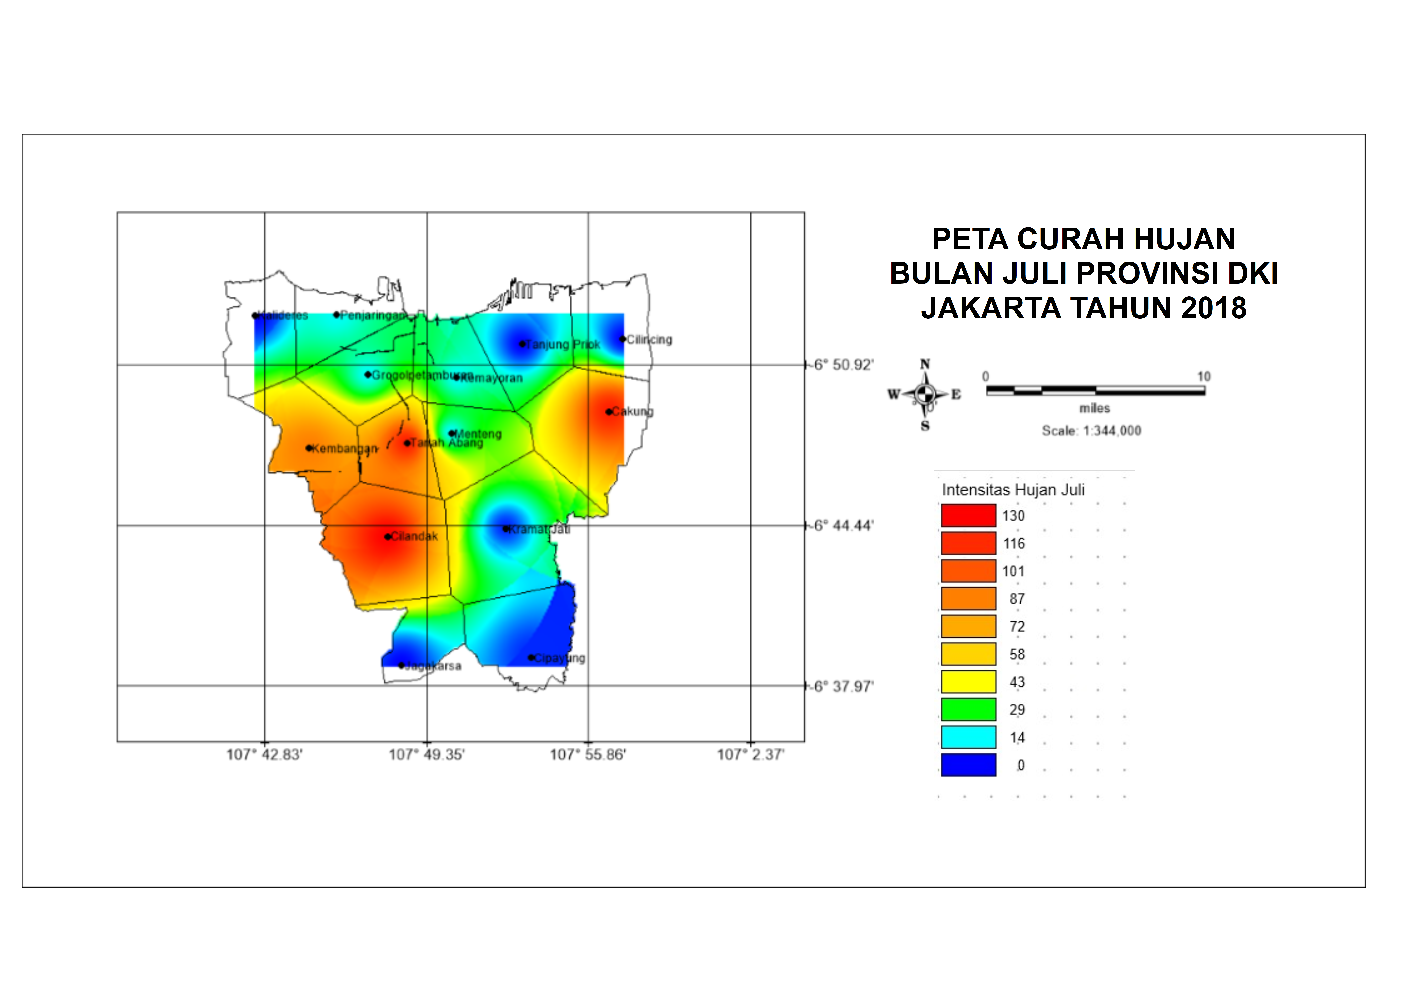 PETA CURAH HUJAN
BULAN JULI PROVINSI DKI
JAKARTA TAHUN 2018
Kalideres
Penjaringan
Tanjung Priok
Cilincing
-6° 50.92'
Grogolpetamburan
Kemayoran
Cakung
Menteng
Tanah Abang
Kembangan
-6° 44.44'
Kramat Jati
Cilandak
Jagakarsa
Cipayung
-6° 37.97'
107° 42.83'
107° 49.35'
107° 55.86'
107° 2.37'
N
W
E
S
0
10
miles
Scale: 1:344,000
Intensitas Hujan Juli
130
116
101
87
72
58
43
29
14
0